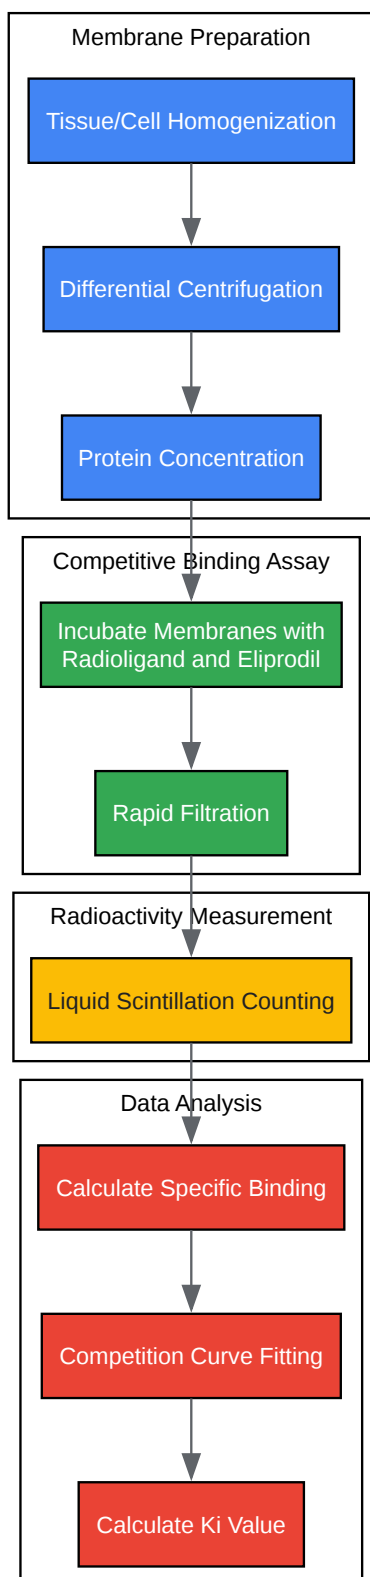 Membrane Preparation
Tissue/Cell Homogenization
Differential Centrifugation
Protein Concentration
Competitive Binding Assay
Incubate Membranes with
Radioligand and Eliprodil
Rapid Filtration
Radioactivity Measurement
Liquid Scintillation Counting
Data Analysis
Calculate Specific Binding
Competition Curve Fitting
Calculate Ki Value